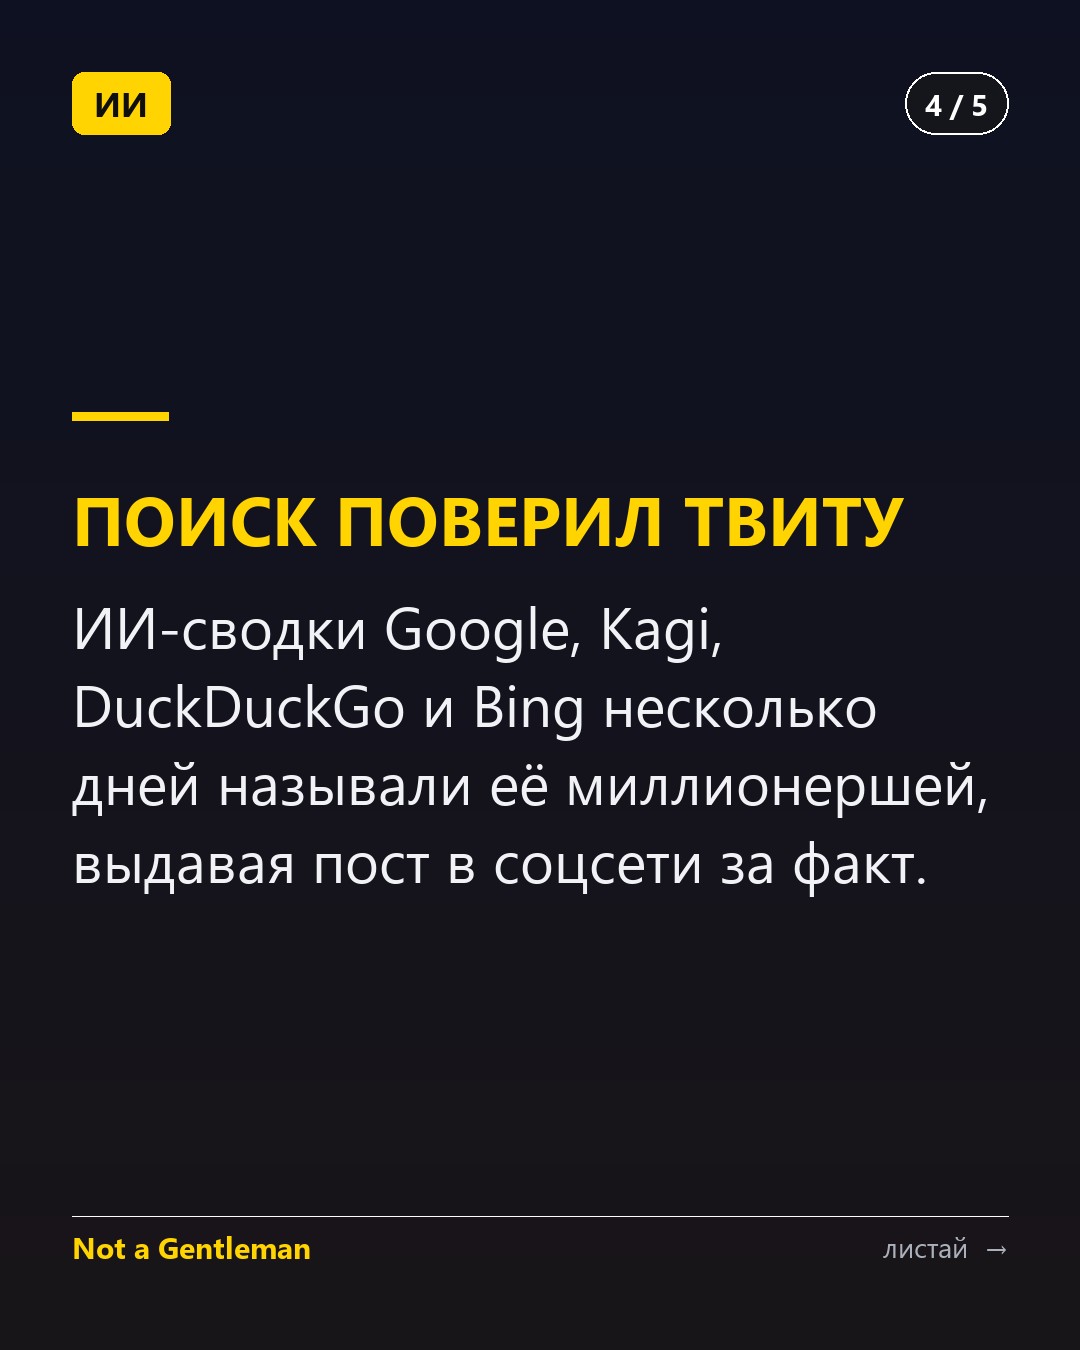 ИИ
4 / 5
ПОИСК ПОВЕРИЛ ТВИТУ
ИИ-сводки Google, Kagi,
DuckDuckGo и Bing несколько
дней называли её миллионершей,
выдавая пост в соцсети за факт.
Not a Gentleman
листай →